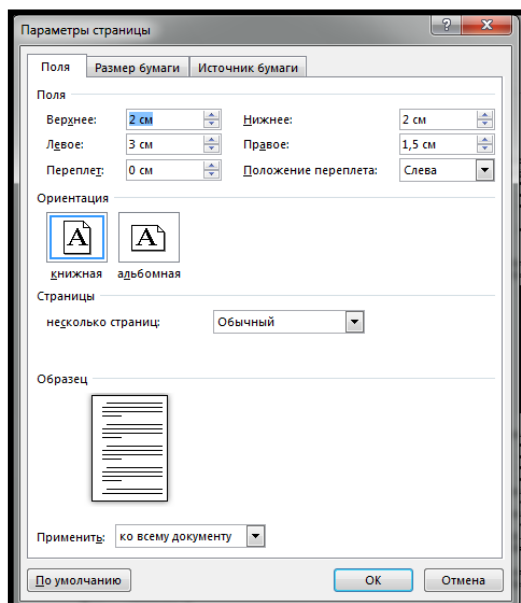 Параметры страницы
Поля Размер бумаги Источник бумаги
Поля
Верхнее: 2 см Нижнее: 2 см
Левое: 3 см Правое: 1,5 см
Переплет: 0 см Положение переплета: Слева
Ориентация
A A
книжная альбомная
Страницы
несколько страниц: Обычный
Образец
Применить: ко всему документу
По умолчанию ОК Отмена